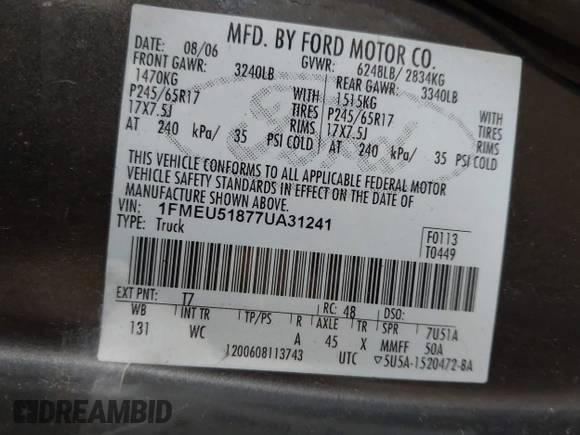 MFD. BY FORD MOTOR CO.
DATE: 08/06 GVWR: 6248LB/ 2834KG
FRONT GAWR: 3240LB REAR GAWR: 3340LB
1470KG WITH 1515KG WITH
P245/65R17 TIRES P245/65R17 TIRES
17X7.5J RIMS 17X7.5J RIMS
AT 240 kPa/ 35 PSI COLD AT 240 kPa/ 35 PSI COLD
Ford
THIS VEHICLE CONFORMS TO ALL APPLICABLE FEDERAL MOTOR
VEHICLE SAFETY STANDARDS IN EFFECT ON THE DATE OF
MANUFACTURE SHOWN ABOVE.
VIN: 1FMEU51877UA31241
TYPE: Truck
F0113
T0449
EXT PNT: T7 RC: 48 DSO:
WB INT TR TP/PS R AXLE TR SPR 7U51A
131 WC A 45 X MMFF 50A
1200608113743 UTC ▽5U5A-1520472-BA
DREAMBID